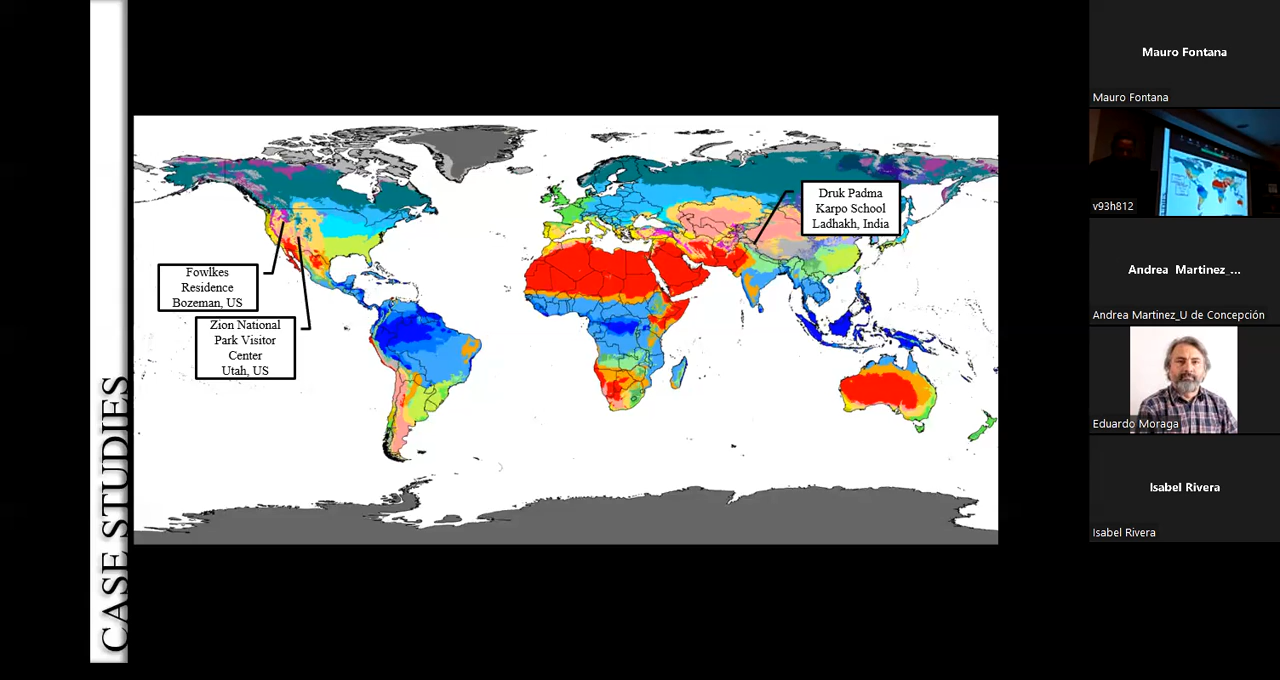 CASE STUDIES
Fowlkes
Residence
Bozeman, US
Zion National
Park Visitor
Center
Utah, US
Druk Padma
Karpo School
Ladhakh, India
Mauro Fontana
Mauro Fontana
v93h812
Andrea Martinez_...
Andrea Martinez_U de Concepción
Eduardo Moraga
Isabel Rivera
Isabel Rivera